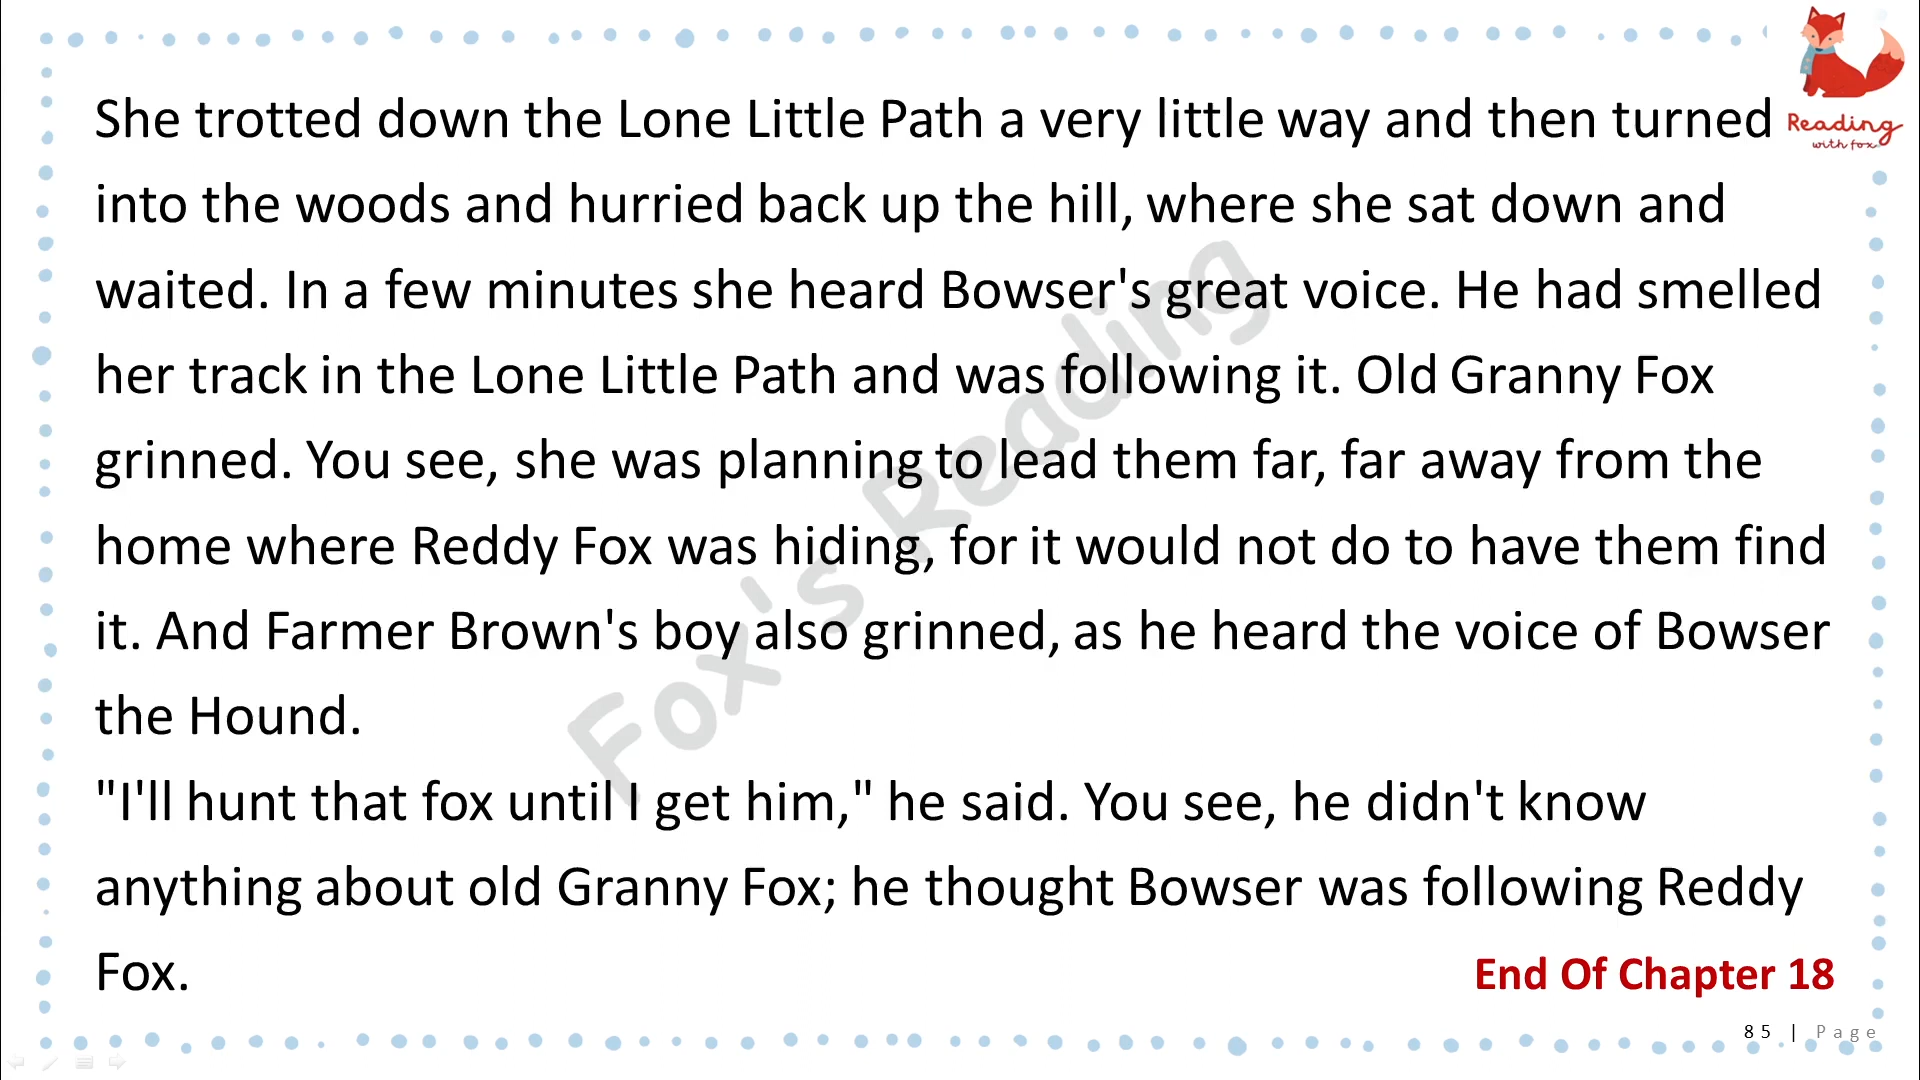 She trotted down the Lone Little Path a very little way and then turned
into the woods and hurried back up the hill, where she sat down and
waited. In a few minutes she heard Bowser's great voice. He had smelled
her track in the Lone Little Path and was following it. Old Granny Fox
grinned. You see, she was planning to lead them far, far away from the
home where Reddy Fox was hiding, for it would not do to have them find
it. And Farmer Brown's boy also grinned, as he heard the voice of Bowser
the Hound.
"I'll hunt that fox until I get him," he said. You see, he didn't know
anything about old Granny Fox; he thought Bowser was following Reddy
Fox.
End Of Chapter 18
85 | Page
Reading
with fox
Fox's Reading